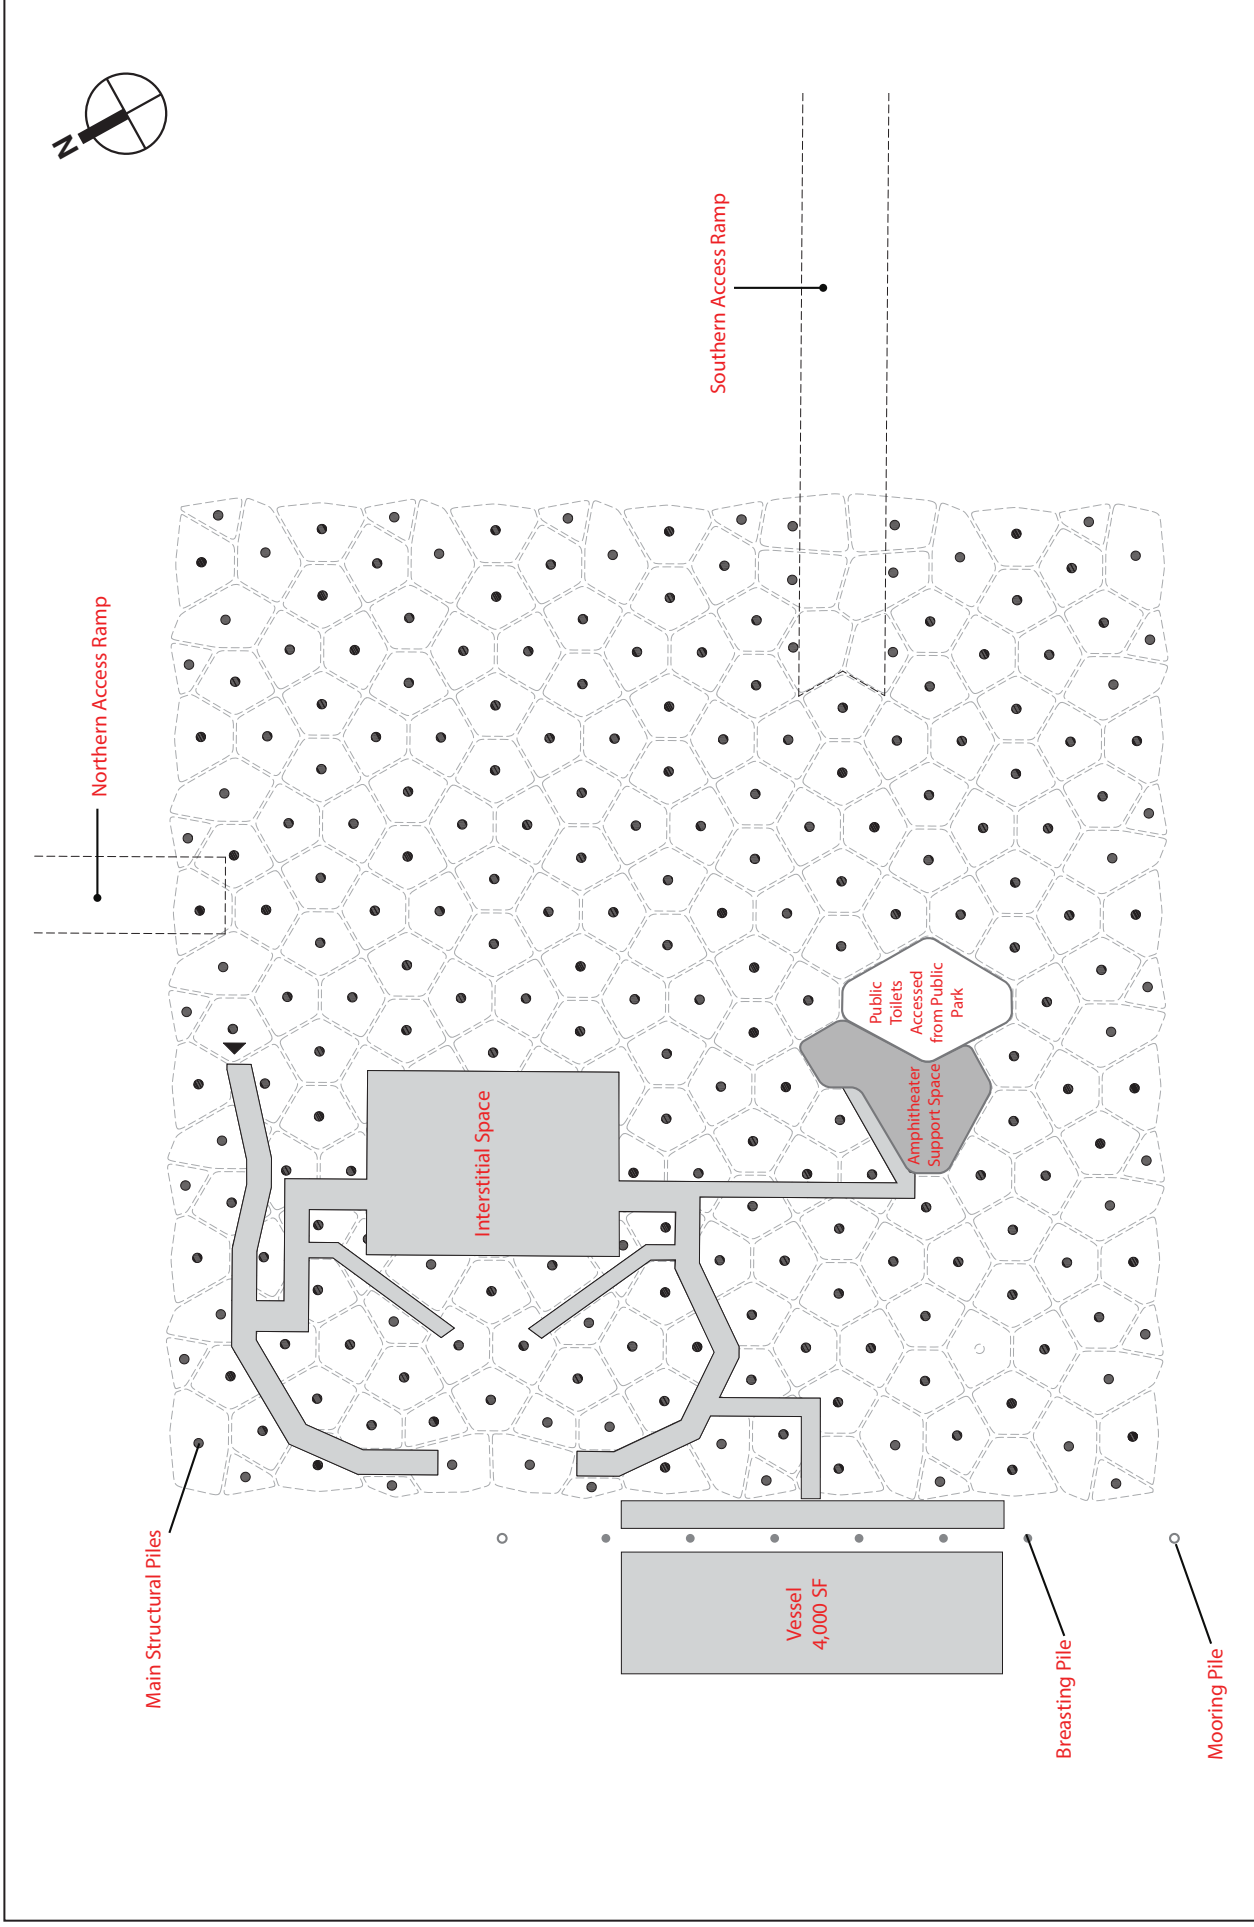 N
Northern Access Ramp
Southern Access Ramp
Public
Toilets
Accessed
from Public
Park
Amphitheater
Support Space
Interstitial Space
Main Structural Piles
Vessel
4,000 SF
Breasting Pile
Mooring Pile